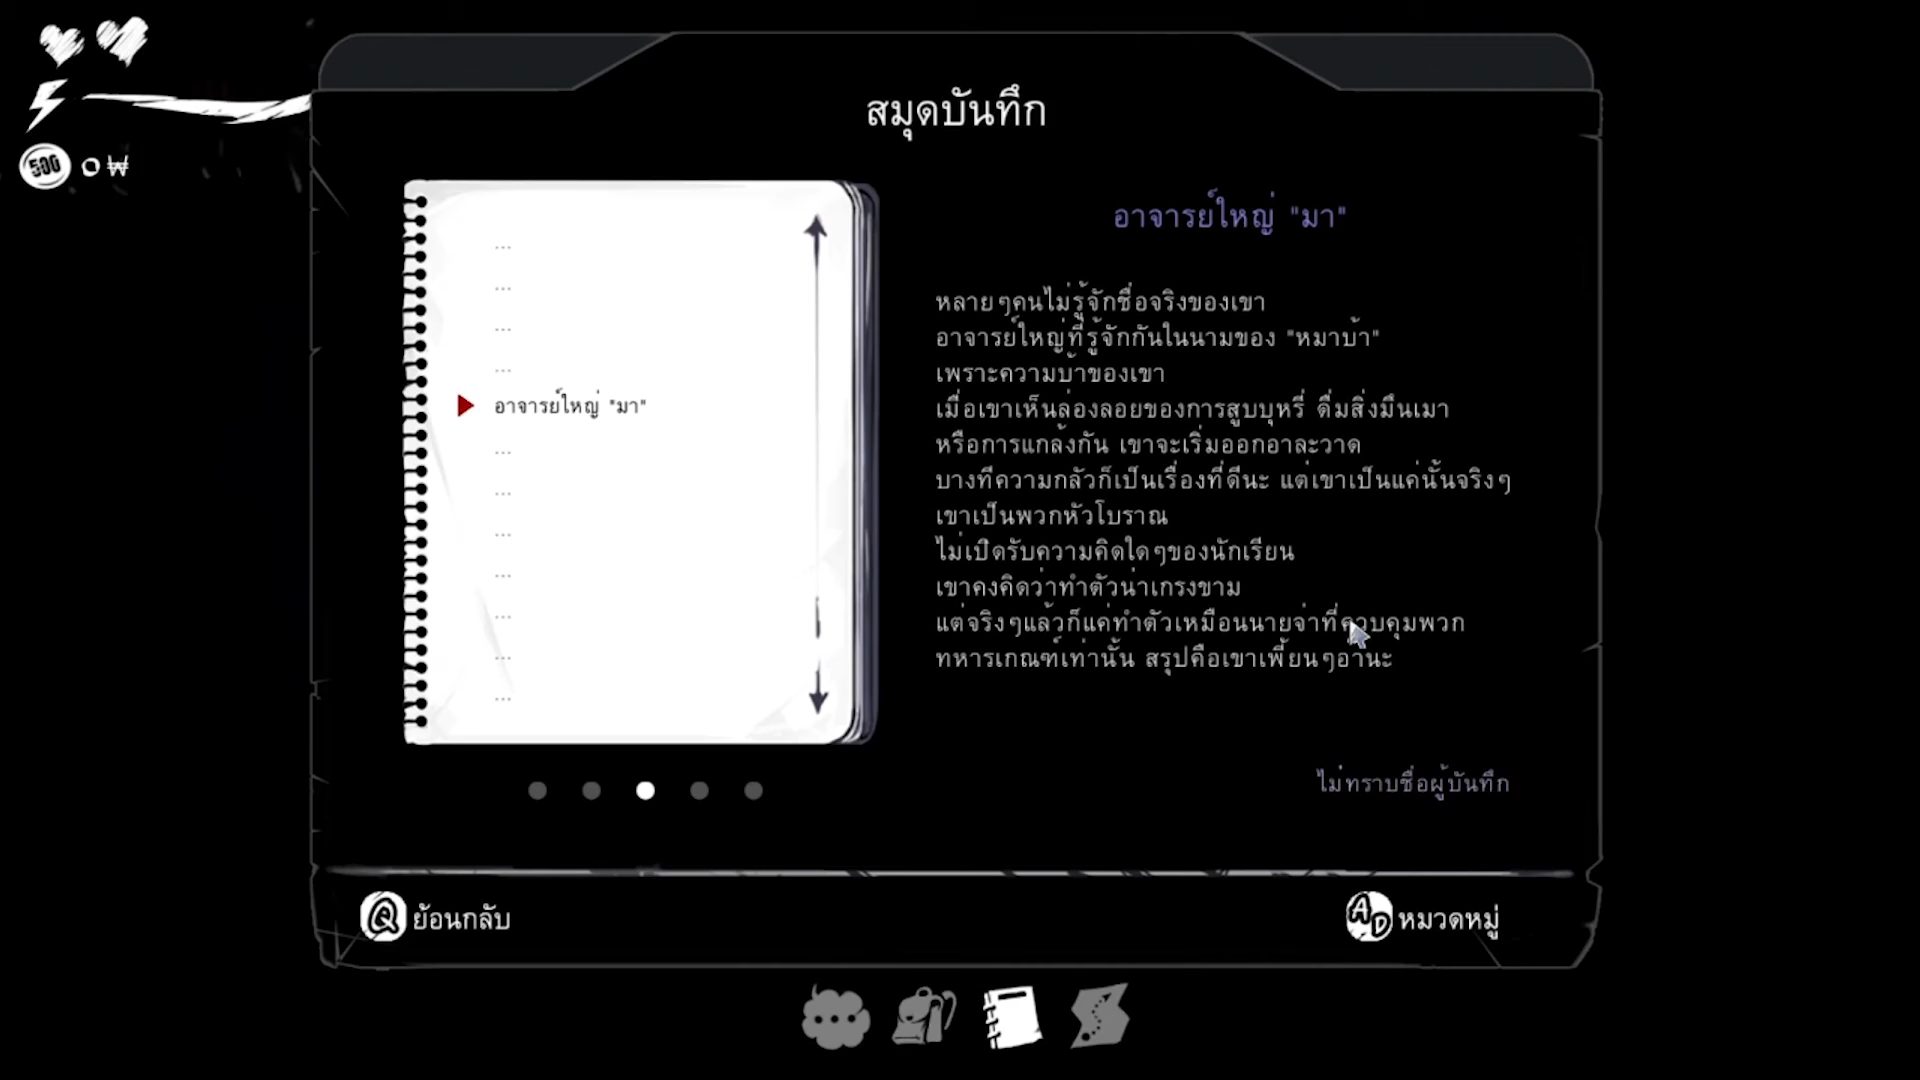 500 0₩
สมุดบันทึก
...
...
...
...
อาจารย์ใหญ่ "มา"
...
...
...
...
...
...
...
อาจารย์ใหญ่ "มา"
หลายๆคนไม่รู้จักชื่อจริงของเขา
อาจารย์ใหญ่ที่รู้จักกันในนามของ "หมาบ้า"
เพราะความบ้าของเขา
เมื่อเขาเห็นล่องลอยของการสูบบุหรี่ ดื่มสิ่งมึนเมา
หรือการแกล้งกัน เขาจะเริ่มออกอาละวาด
บางทีความกลัวก็เป็นเรื่องที่ดีนะ แต่เขาเป็นแค่นั้นจริงๆ
เขาเป็นพวกหัวโบราณ
ไม่เปิดรับความคิดใดๆของนักเรียน
เขาคงคิดว่าทำตัวน่าเกรงขาม
แต่จริงๆแล้วก็แค่ทำตัวเหมือนนายจ่าที่ควบคุมพวก
ทหารเกณฑ์เท่านั้น สรุปคือเขาเพี้ยนๆอ่านะ
ไม่ทราบชื่อผู้บันทึก
Q ย้อนกลับ
A D หมวดหมู่